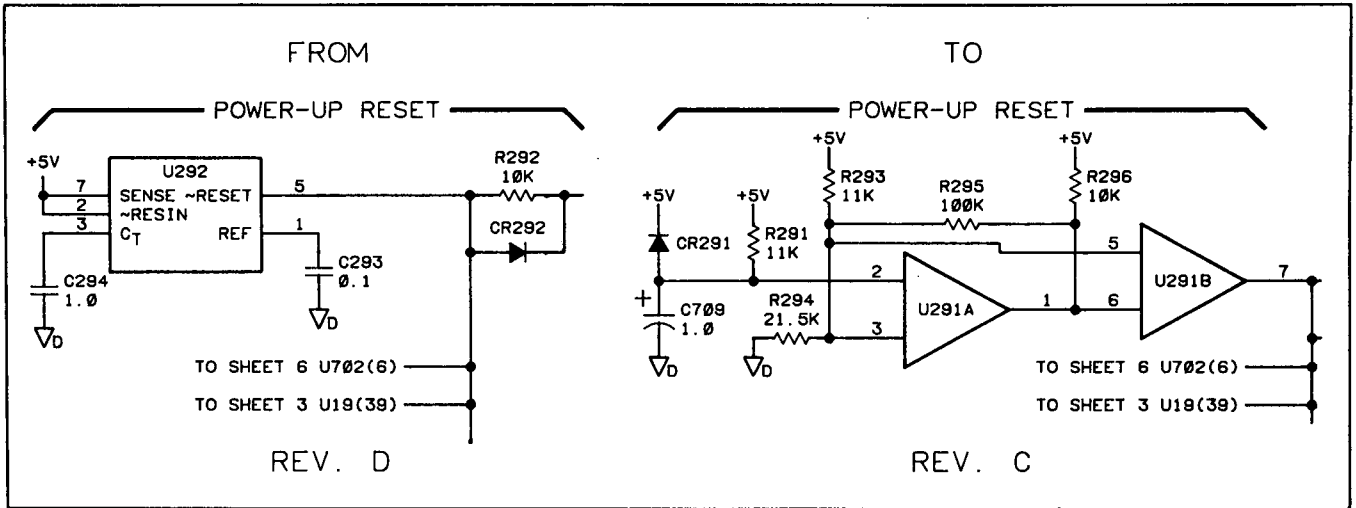 FROM
POWER-UP RESET
+5V
U292
7 SENSE ~RESET 5
2 ~RESIN
3 CT REF 1
R292
10K
CR292
C293
0.1
D
C294
1.0
D
TO SHEET 6 U702(6)
TO SHEET 3 U19(39)
REV. D
TO
POWER-UP RESET
+5V
+5V
+5V
+5V
R293
11K
R295
100K
R296
10K
CR291
R291
11K
+
C709
1.0
D
R294
21.5K
D
2
3
U291A
1
5
6
U291B
7
TO SHEET 6 U702(6)
TO SHEET 3 U19(39)
REV. C